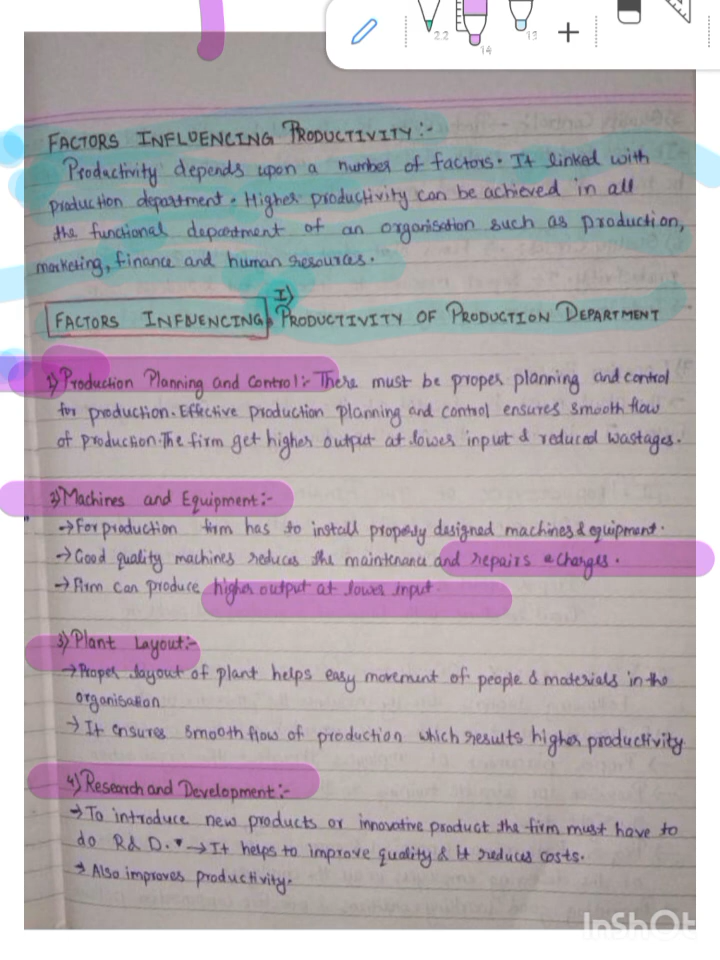 2.2
14
13
FACTORS INFLUENCING PRODUCTIVITY :-
Productivity depends upon a number of factors. It linked with
production department. Higher productivity can be achieved in all
the functional department of an organisation such as production,
marketing, finance and human resources.
I)
FACTORS INFLUENCING PRODUCTIVITY OF PRODUCTION DEPARTMENT
1) Production Planning and Control :- There must be proper planning and control
for production. Effective production planning and control ensures smooth flow
of production. The firm get higher output at lower input & reduced wastages.
2) Machines and Equipment :-
→ For production firm has to install properly designed machines & equipment.
→ Good quality machines reduces the maintenance and repairs charges.
→ Firm can produce higher output at lower input.
3) Plant Layout :-
→ Proper layout of plant helps easy movement of people & materials in the
organisation
→ It ensures smooth flow of production which results higher productivity
4) Research and Development :-
→ To introduce new products or innovative product the firm must have to
do R & D. → It helps to improve quality & It reduces costs.
→ Also improves productivity.
InShOt